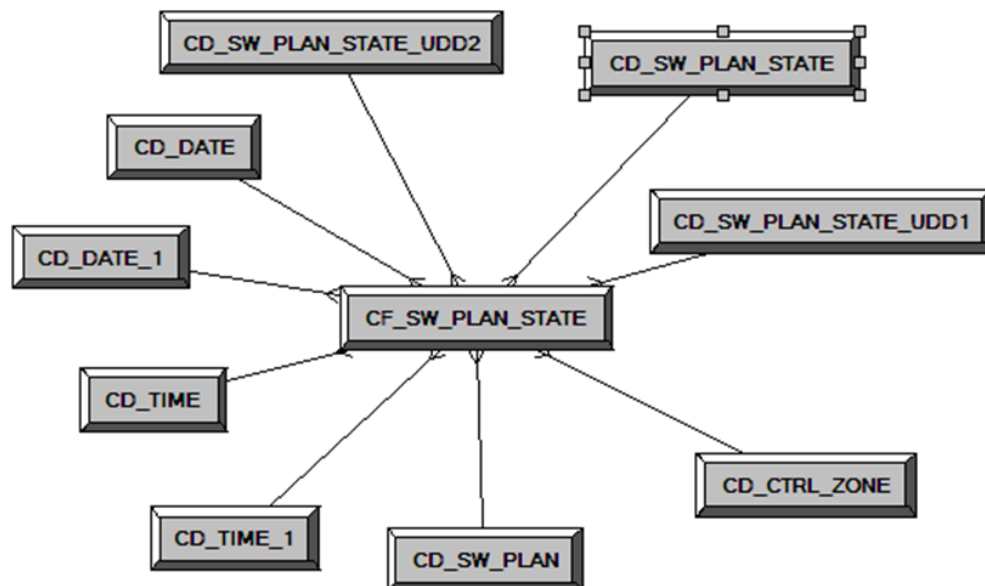 CD_SW_PLAN_STATE_UDD2
CD_SW_PLAN_STATE
CD_DATE
CD_SW_PLAN_STATE_UDD1
CD_DATE_1
CF_SW_PLAN_STATE
CD_TIME
CD_CTRL_ZONE
CD_TIME_1
CD_SW_PLAN